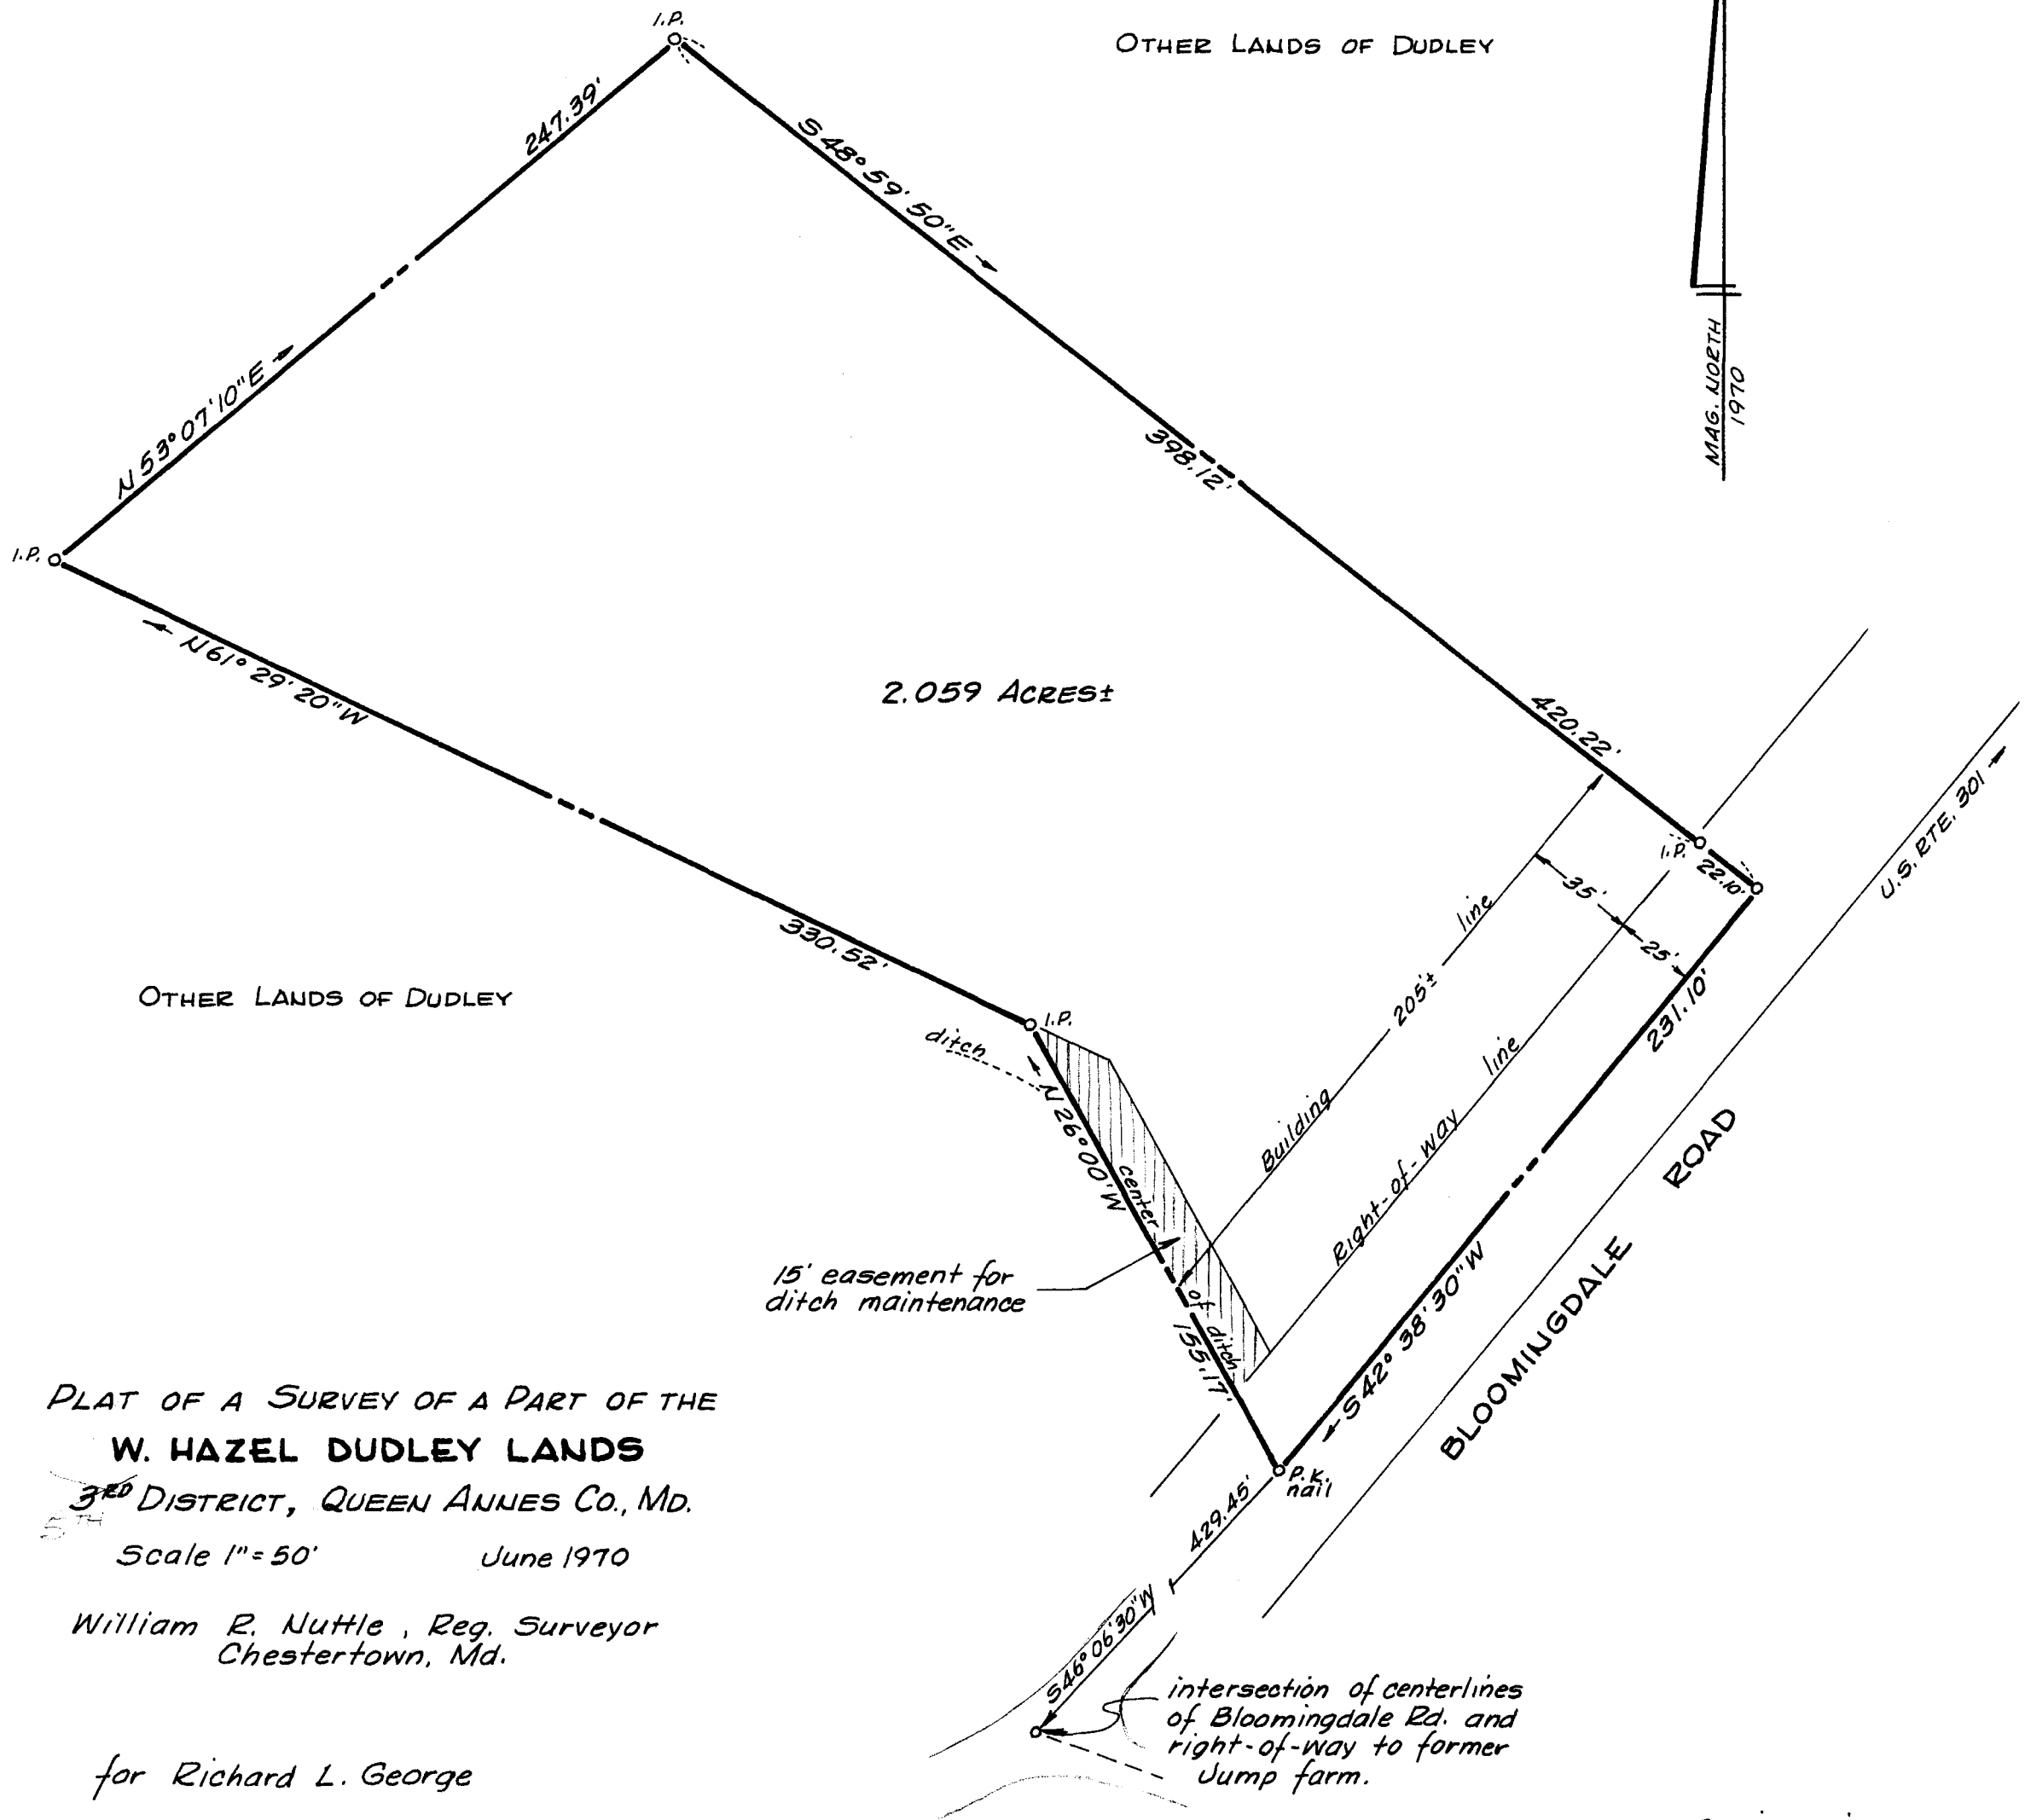 I.P.
OTHER LANDS OF DUDLEY
247.39'
S 48° 59' 50" E
MAG. NORTH
1970
N 53° 07' 10" E
398.12'
I.P.
N 61° 29' 20" W
2.059 ACRES±
420.22'
U.S. RTE. 301
I.P.
22.10'
35'
25'
330.52'
line
205'±
Building
231.10'
OTHER LANDS OF DUDLEY
I.P.
ditch
line
Right-of-way
N 26° 00' W
center
of ditch
155.17'
ROAD
BLOOMINGDALE
15' easement for
ditch maintenance
S 42° 38' 30" W
P.K.
nail
429.45'
S 46° 06' 30" W
PLAT OF A SURVEY OF A PART OF THE
W. HAZEL DUDLEY LANDS
3RD DISTRICT, QUEEN ANNES CO., MD.
5TH
Scale 1" = 50' June 1970
William R. Nuttle, Reg. Surveyor
Chestertown, Md.
for Richard L. George
intersection of centerlines
of Bloomingdale Rd. and
right-of-way to former
Jump farm.